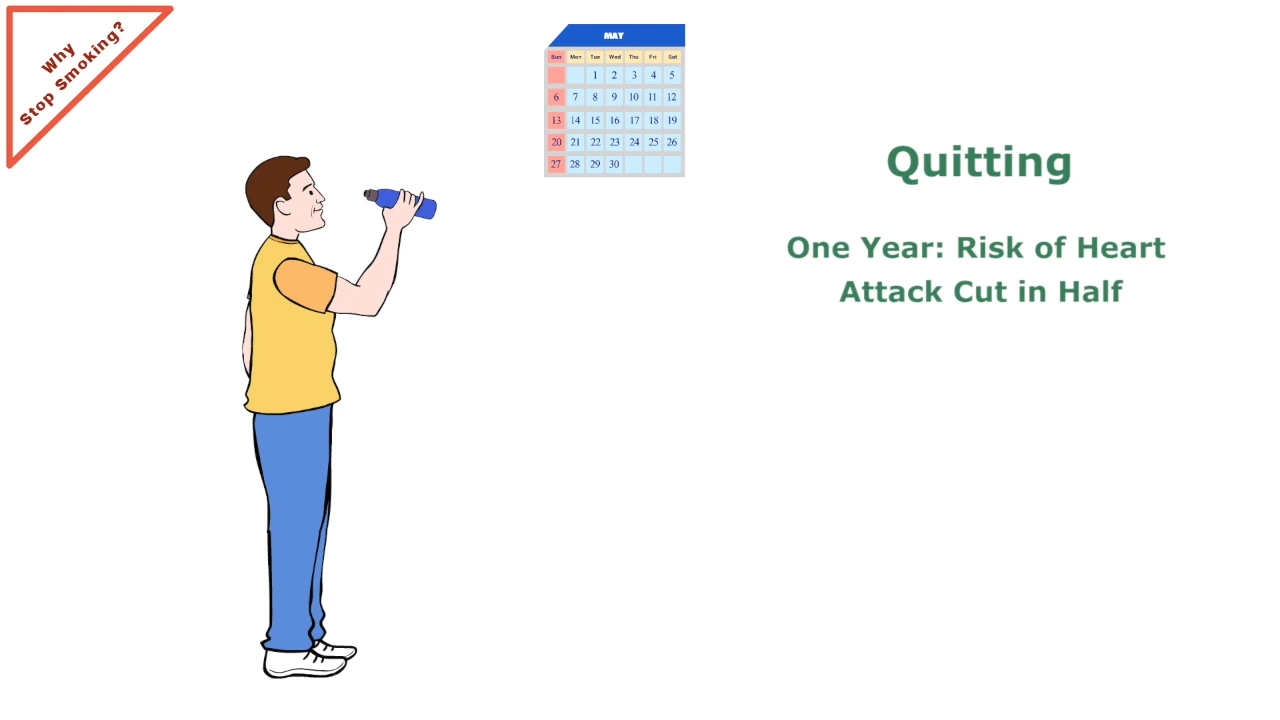 Why
Stop Smoking?
MAY
Sun Mon Tue Wed Thu Fri Sat
1 2 3 4 5
6 7 8 9 10 11 12
13 14 15 16 17 18 19
20 21 22 23 24 25 26
27 28 29 30
Quitting
One Year: Risk of Heart
Attack Cut in Half